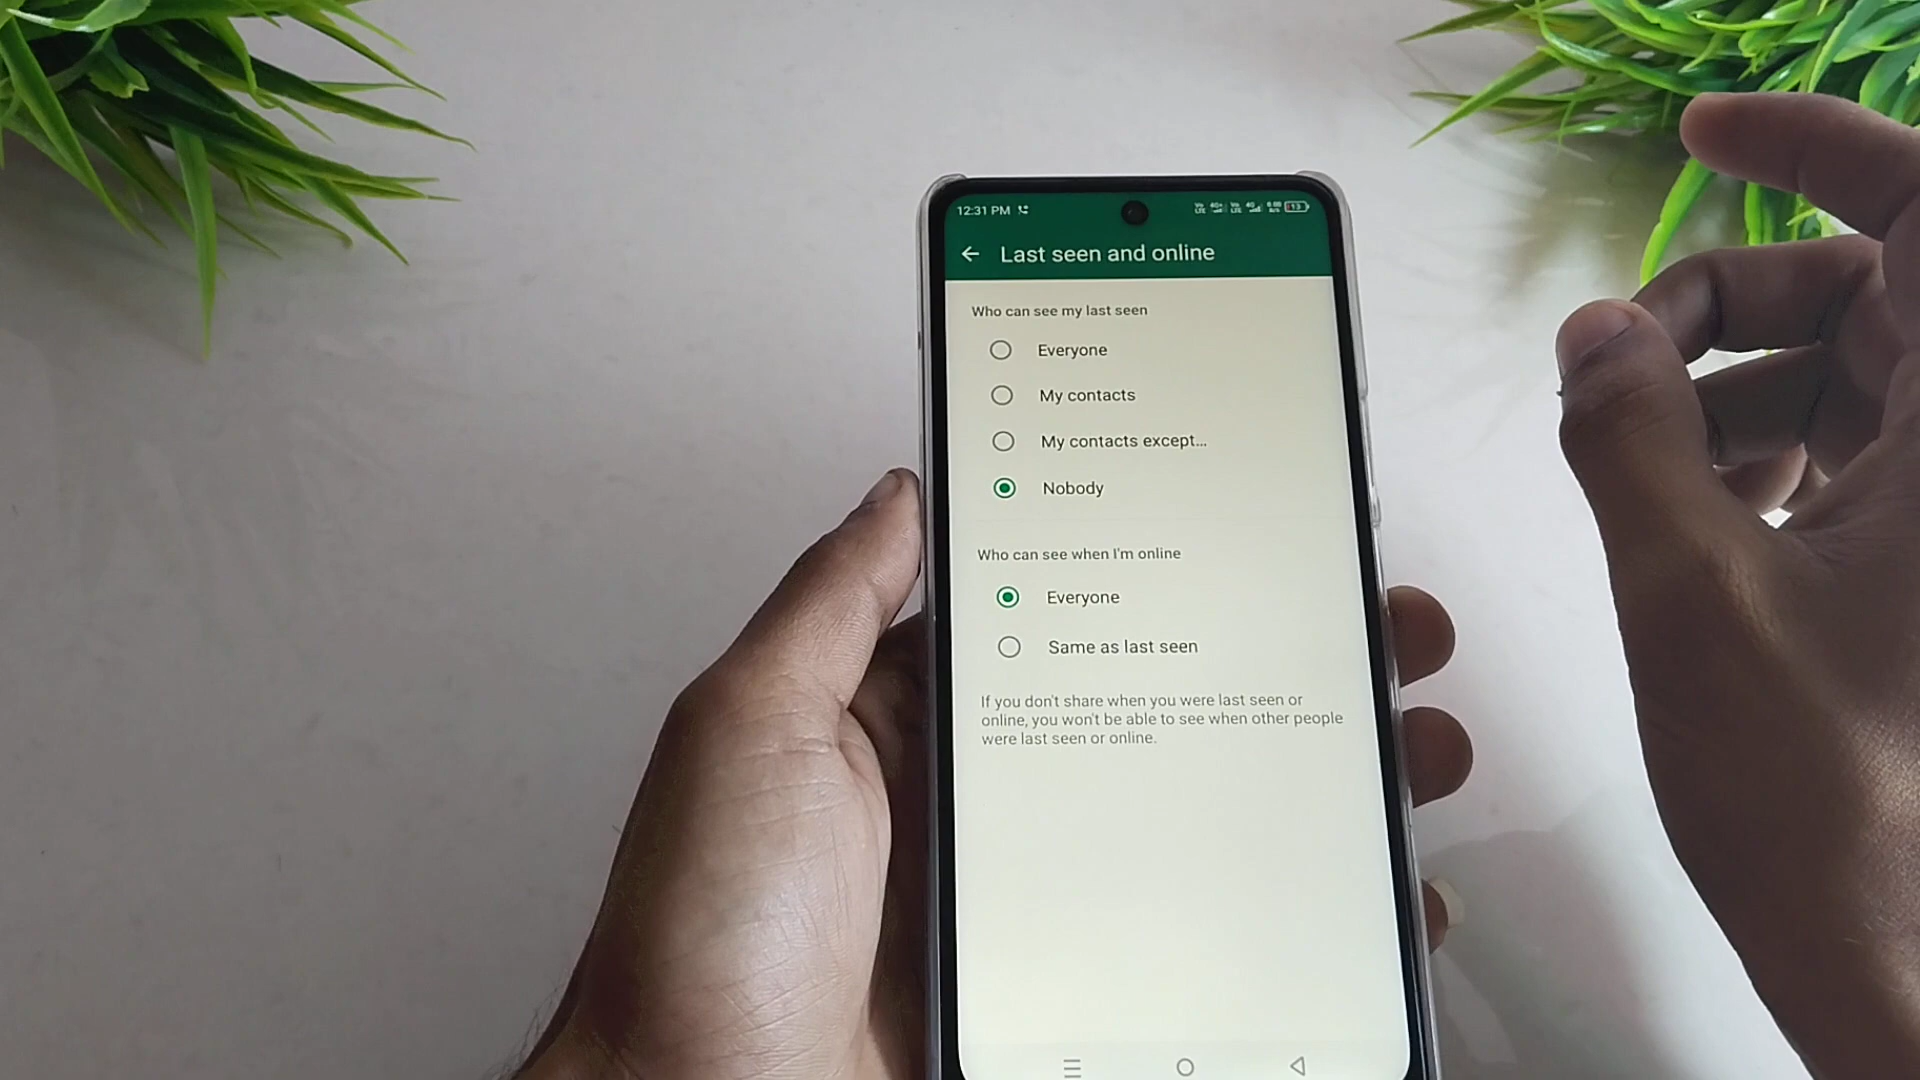 12:31 PM
13
Last seen and online
Who can see my last seen
Everyone
My contacts
My contacts except...
Nobody
Who can see when I'm online
Everyone
Same as last seen
If you don't share when you were last seen or
online, you won't be able to see when other people
were last seen or online.